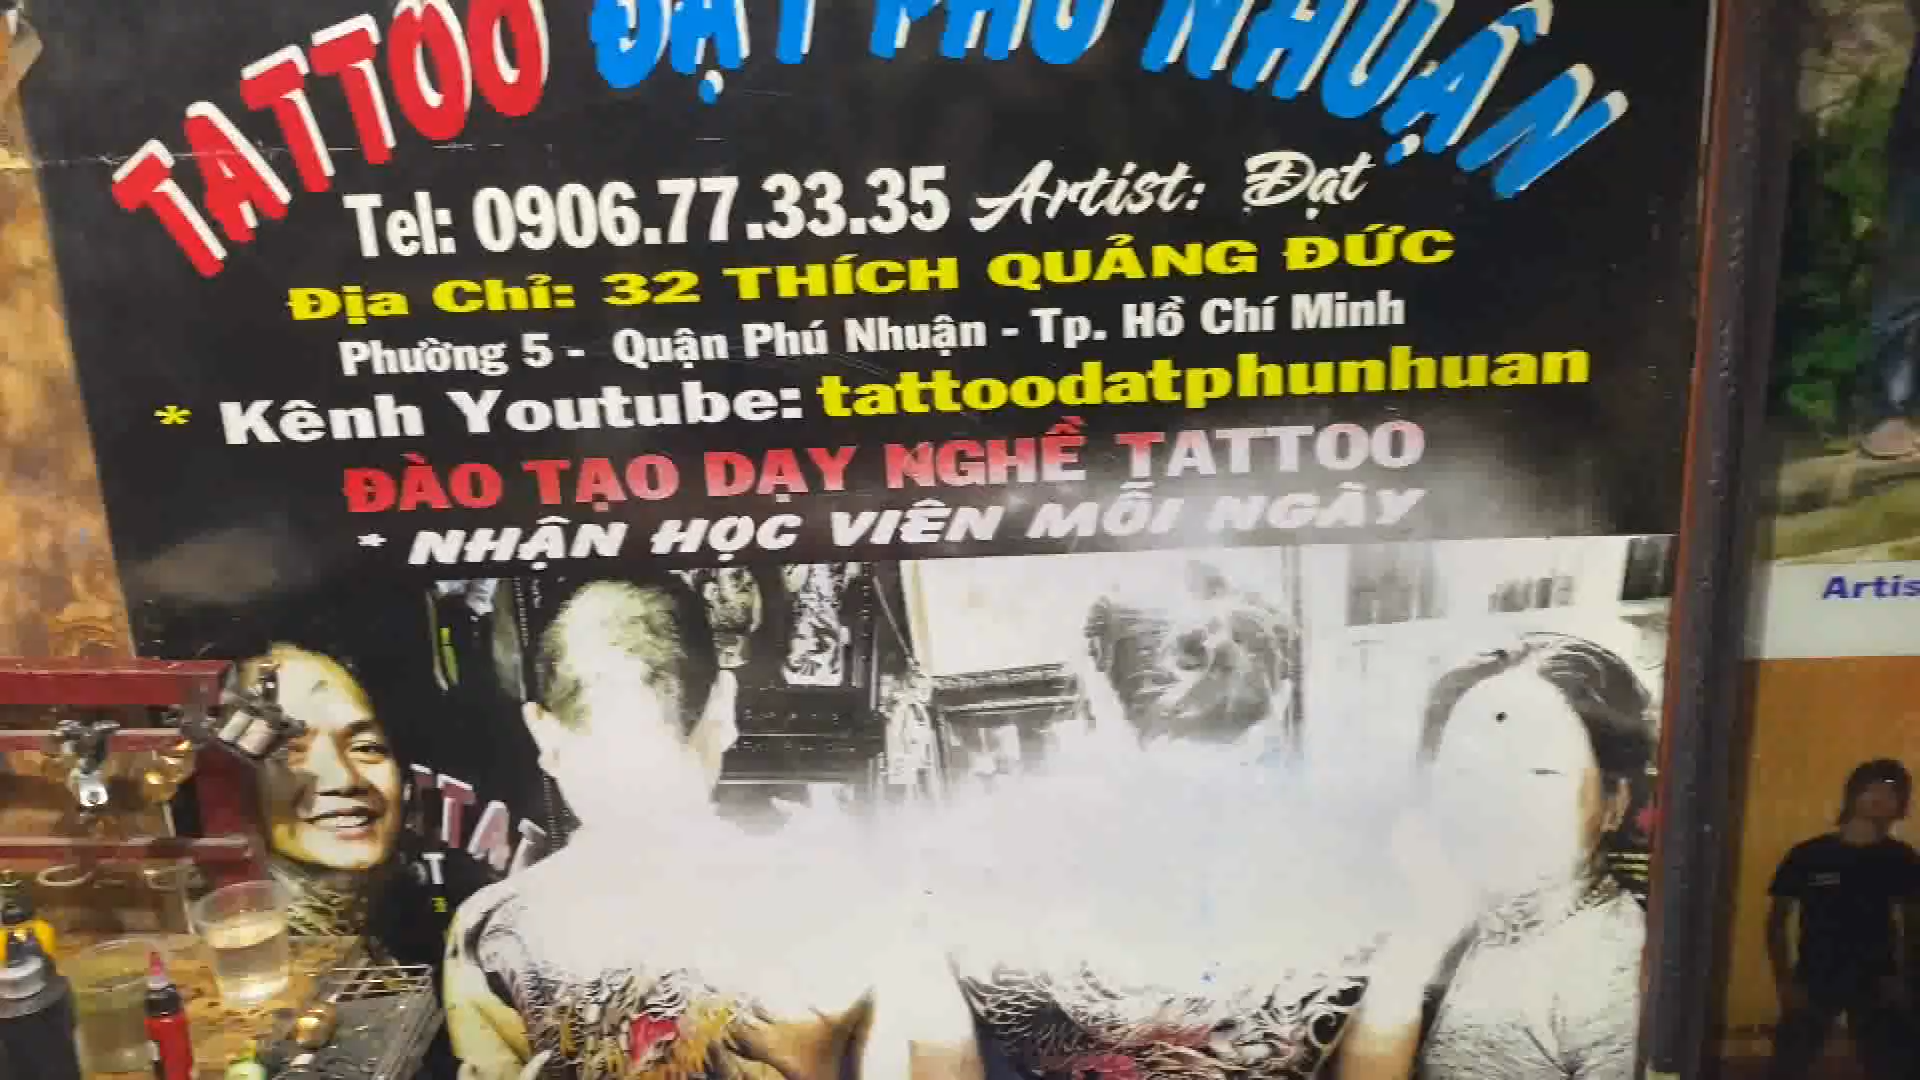 TATTOO ĐẠT PHÚ NHUẬN
Tel: 0906.77.33.35 Artist: Đạt
Địa Chỉ: 32 THÍCH QUẢNG ĐỨC
Phường 5 - Quận Phú Nhuận - Tp. Hồ Chí Minh
* Kênh Youtube: tattoodatphunhuan
ĐÀO TẠO DẠY NGHỀ TATTOO
* NHẬN HỌC VIÊN MỖI NGÀY
Artis